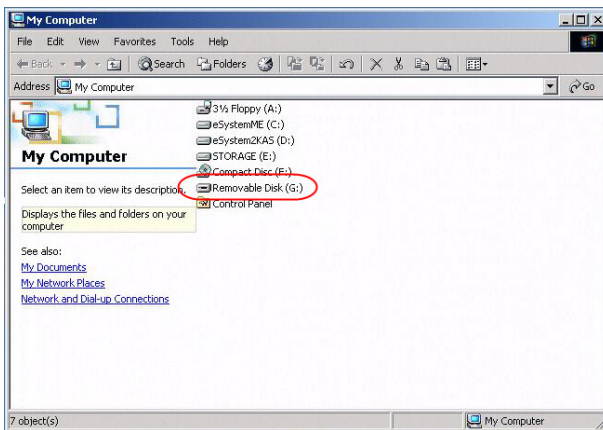 My Computer
File Edit View Favorites Tools Help
Back Search Folders
Address My Computer Go
3½ Floppy (A:)
eSystemME (C:)
eSystem2KAS (D:)
STORAGE (E:)
Compact Disc (F:)
Removable Disk (G:)
Control Panel
My Computer
Select an item to view its description.
Displays the files and folders on your
computer
See also:
My Documents
My Network Places
Network and Dial-up Connections
7 object(s) My Computer